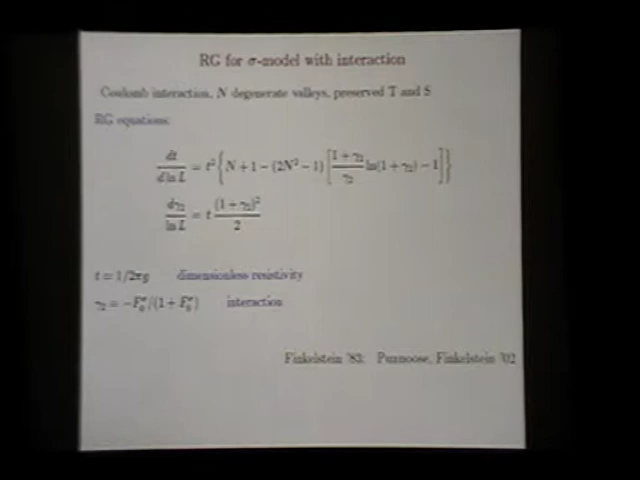 RG for σ-model with interaction
Coulomb interaction, N degenerate valleys, preserved T and S
RG equations:
dt/d ln L = t²{N + 1 − (2N² − 1)[(1 + γ₂)/γ₂ ln(1 + γ₂) − 1]}
dγ₂/ln L = t (1 + γ₂)²/2
t = 1/2πg dimensionless resistivity
γ₂ = −F₀^σ/(1 + F₀^σ) interaction
Finkelstein '83; Punnoose, Finkelstein '02